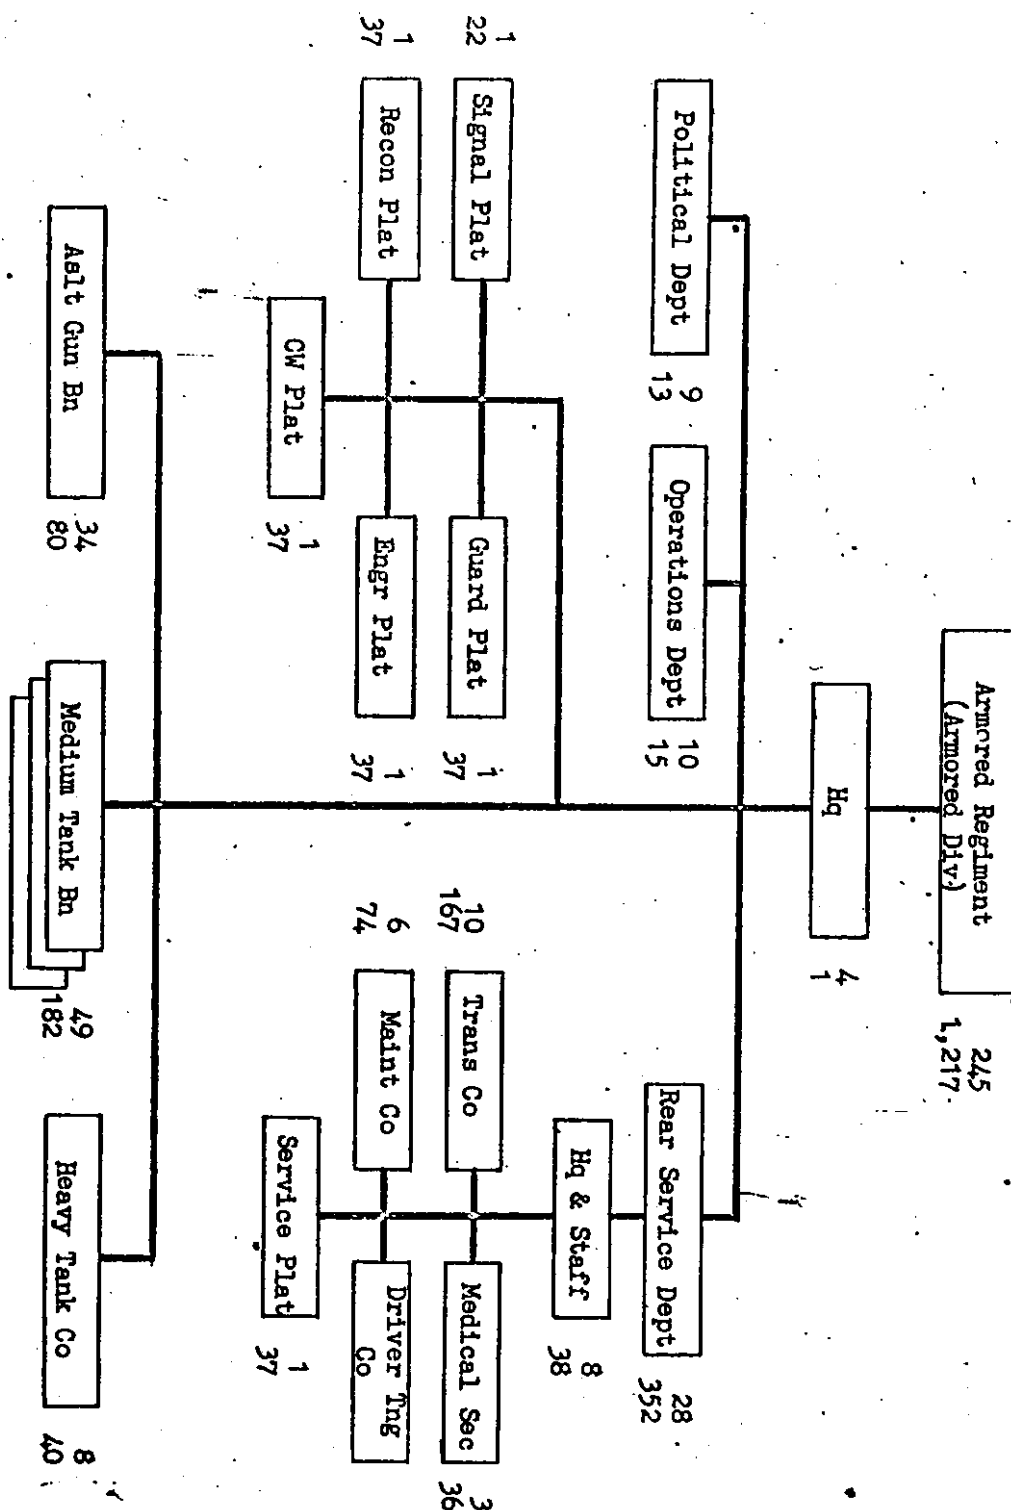 Armored Regiment
(Armored Div.)
245
1,217
Hq
4
1
Political Dept
9
13
Operations Dept
10
15
Rear Service Dept
28
352
Signal Plat
1
22
Guard Plat
1
37
Recon Plat
1
37
Engr Plat
1
37
CW Plat
1
37
Hq & Staff
8
38
Trans Co
10
167
Medical Sec
3
36
Maint Co
6
74
Driver Tng
Co
Service Plat
1
37
Aslt Gun Bn
34
80
Medium Tank Bn
49
182
Heavy Tank Co
8
40